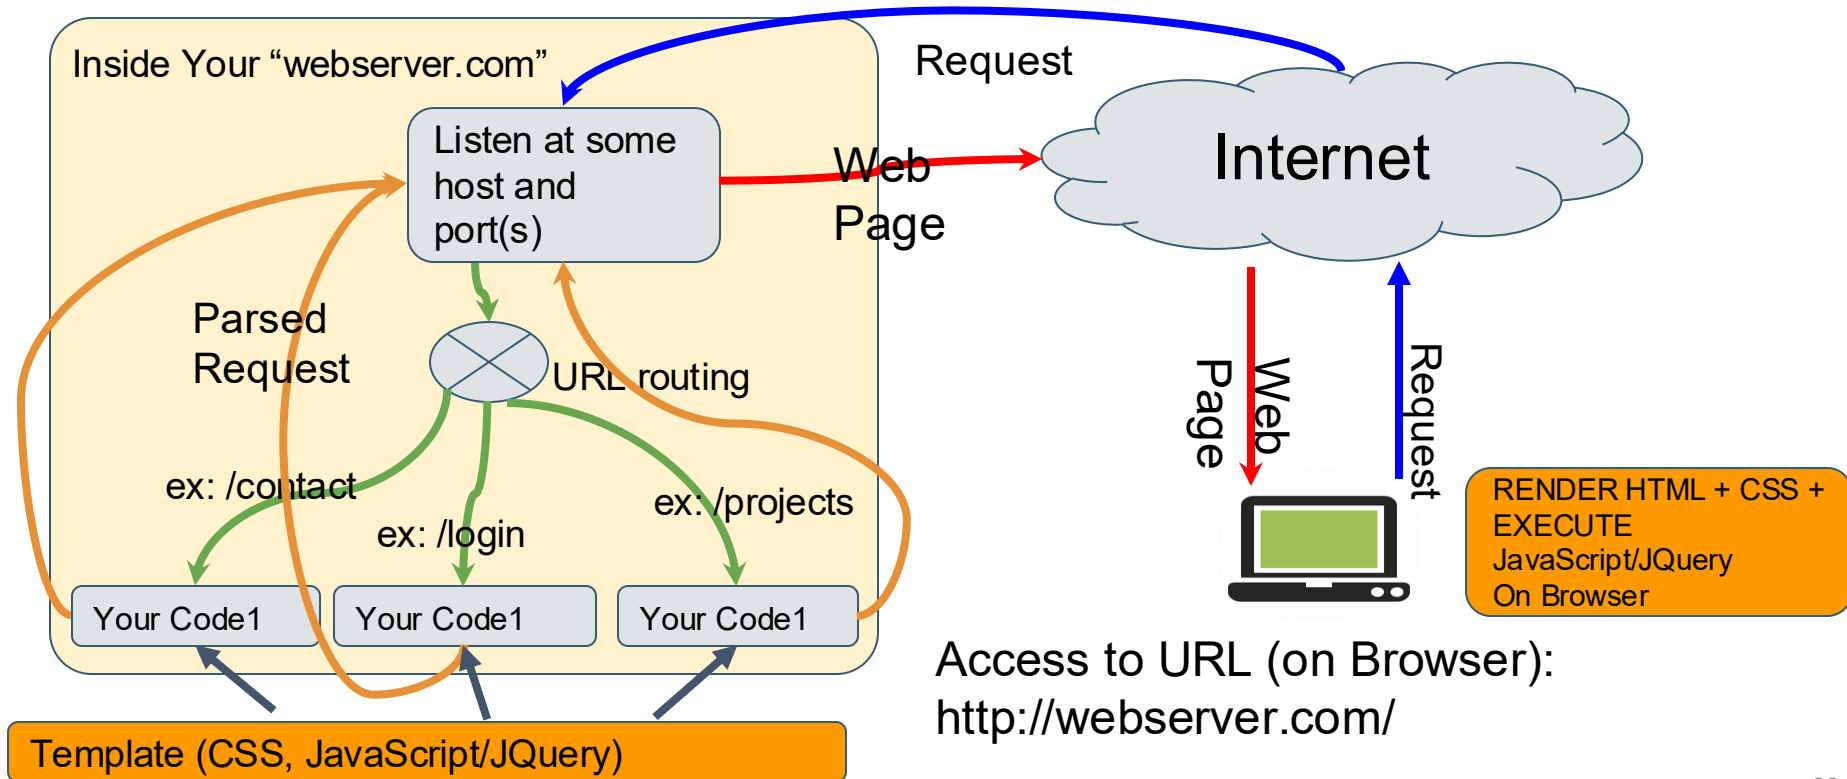 Inside Your “webserver.com”
Request
Listen at some
host and
port(s)
Web
Page
Internet
Parsed
Request
URL routing
Web
Page
Request
ex: /contact
ex: /login
ex: /projects
RENDER HTML + CSS +
EXECUTE
JavaScript/JQuery
On Browser
Your Code1
Your Code1
Your Code1
Access to URL (on Browser):
http://webserver.com/
Template (CSS, JavaScript/JQuery)